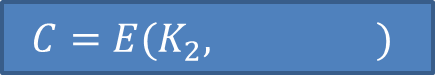 C = E(K₂, )